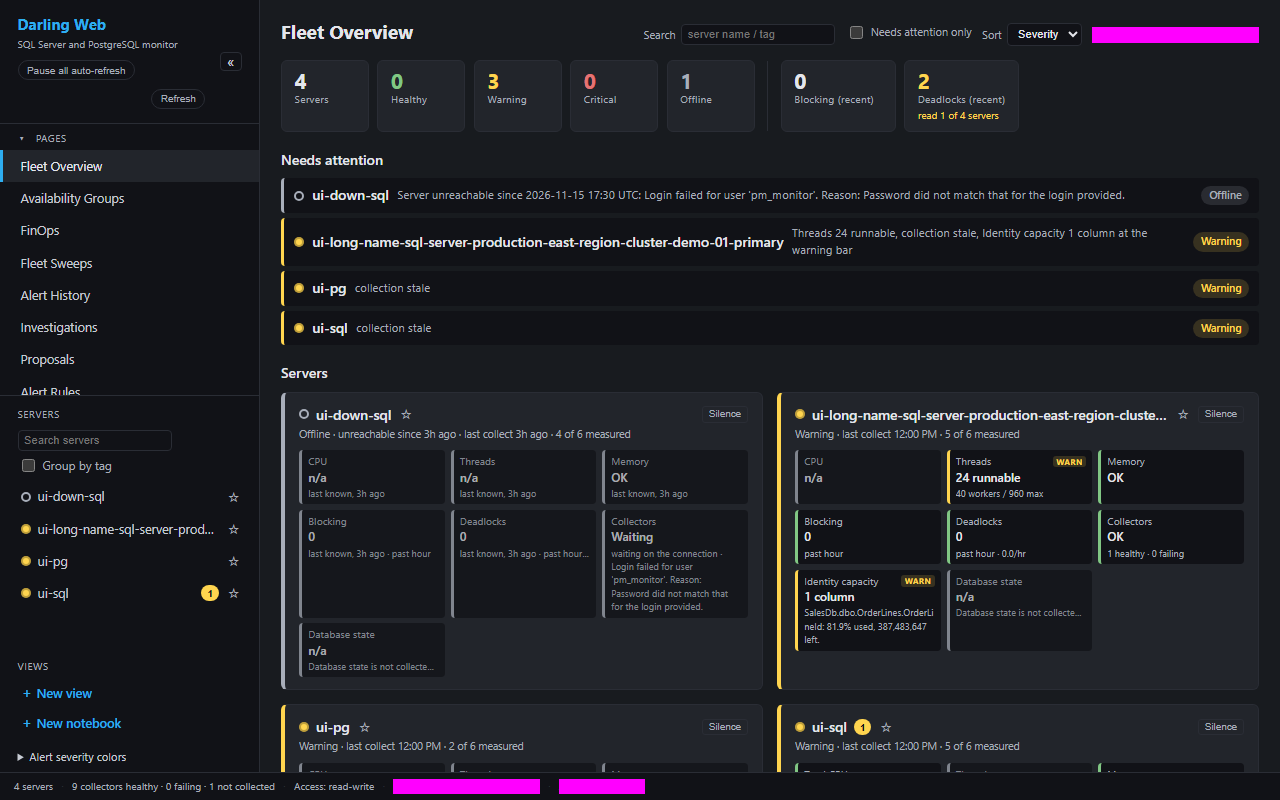 Darling Web
SQL Server and PostgreSQL monitor
Pause all auto-refresh
«
Refresh
PAGES
Fleet Overview
Availability Groups
FinOps
Fleet Sweeps
Alert History
Investigations
Proposals
Alert Rules
SERVERS
Search servers
Group by tag
ui-down-sql
ui-long-name-sql-server-prod...
ui-pg
ui-sql 1
VIEWS
+ New view
+ New notebook
Alert severity colors
Fleet Overview
Search server name / tag Needs attention only Sort Severity
4
Servers
0
Healthy
3
Warning
0
Critical
1
Offline
0
Blocking (recent)
2
Deadlocks (recent)
read 1 of 4 servers
Needs attention
ui-down-sql Server unreachable since 2026-11-15 17:30 UTC: Login failed for user 'pm_monitor'. Reason: Password did not match that for the login provided. Offline
ui-long-name-sql-server-production-east-region-cluster-demo-01-primary Threads 24 runnable, collection stale, Identity capacity 1 column at the
warning bar
Warning
ui-pg collection stale Warning
ui-sql collection stale Warning
Servers
ui-down-sql Silence
Offline · unreachable since 3h ago · last collect 3h ago · 4 of 6 measured
CPU
n/a
last known, 3h ago
Threads
n/a
last known, 3h ago
Memory
OK
last known, 3h ago
Blocking
0
last known, 3h ago · past hour
Deadlocks
0
last known, 3h ago · past hour...
Collectors
Waiting
waiting on the connection ·
Login failed for user
'pm_monitor'. Reason:
Password did not match that
for the login provided.
Database state
n/a
Database state is not collecte...
ui-long-name-sql-server-production-east-region-cluste... Silence
Warning · last collect 12:00 PM · 5 of 6 measured
CPU
n/a
Threads WARN
24 runnable
40 workers / 960 max
Memory
OK
Blocking
0
past hour
Deadlocks
0
past hour · 0.0/hr
Collectors
OK
1 healthy · 0 failing
Identity capacity WARN
1 column
SalesDb.dbo.OrderLines.OrderLi
neId: 81.9% used, 387,483,647
left.
Database state
n/a
Database state is not collecte...
ui-pg Silence
Warning · last collect 12:00 PM · 2 of 6 measured
ui-sql 1 Silence
Warning · last collect 12:00 PM · 5 of 6 measured
4 servers · 9 collectors healthy · 0 failing · 1 not collected · Access: read-write